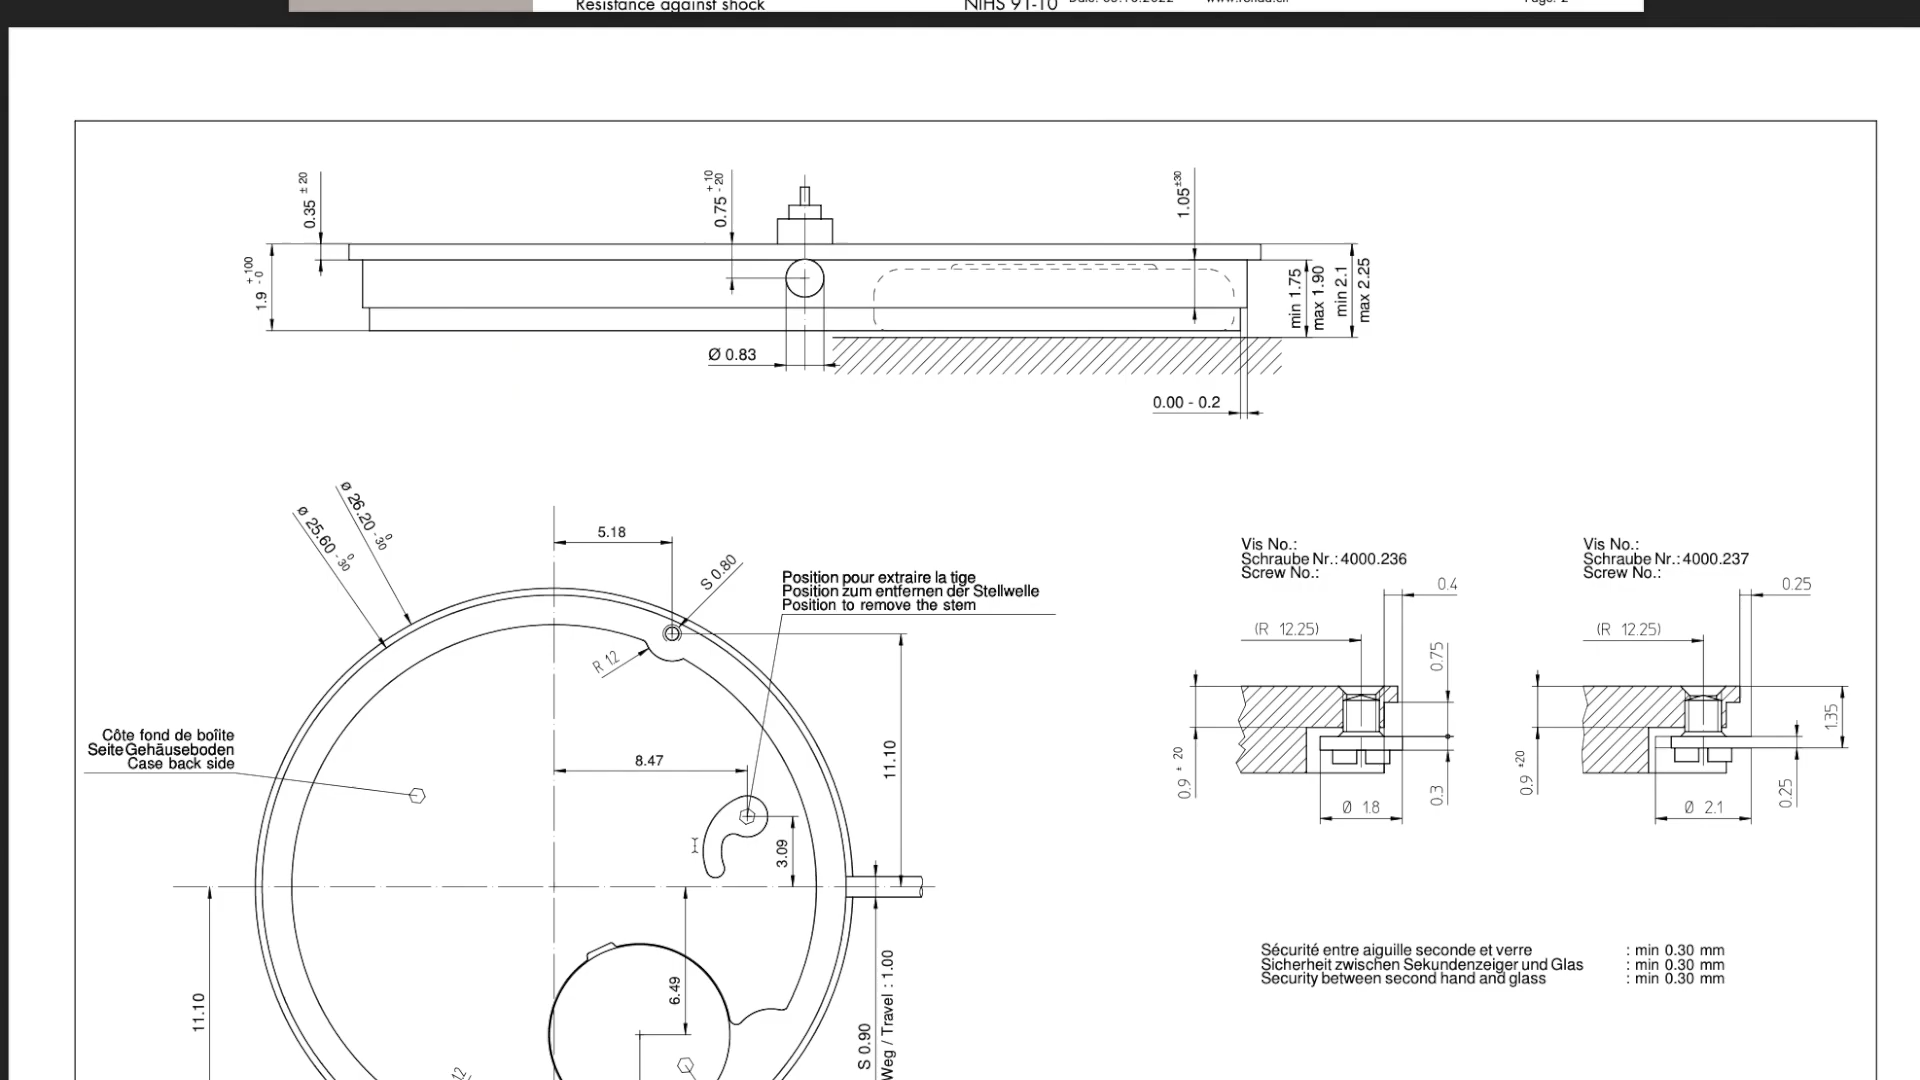 Resistance against shock
NIHS 91-10
www.ronda.ch
Page: 2
0.35 ± 20
0.75 +10 -20
1.05 ±30
1.9 +100 -0
min 1.75
max 1.90
min 2.1
max 2.25
Ø 0.83
0.00 - 0.2
ø 26.20 0 -30
ø 25.60 0 -30
5.18
S 0.80
Position pour extraire la tige
Position zum entfernen der Stellwelle
Position to remove the stem
R 12
Côte fond de boîte
Seite Gehäuseboden
Case back side
8.47
11.10
3.09
6.49
11.10
S 0.90
Weg / Travel : 1.00
12
Vis No.:
Schraube Nr.: 4000.236
Screw No.:
0.4
(R 12.25)
0.75
0.9 ± 20
0.3
Ø 1.8
Vis No.:
Schraube Nr.: 4000.237
Screw No.:
0.25
(R 12.25)
1.35
0.9 ±20
0.25
Ø 2.1
Sécurité entre aiguille seconde et verre : min 0.30 mm
Sicherheit zwischen Sekundenzeiger und Glas : min 0.30 mm
Security between second hand and glass : min 0.30 mm